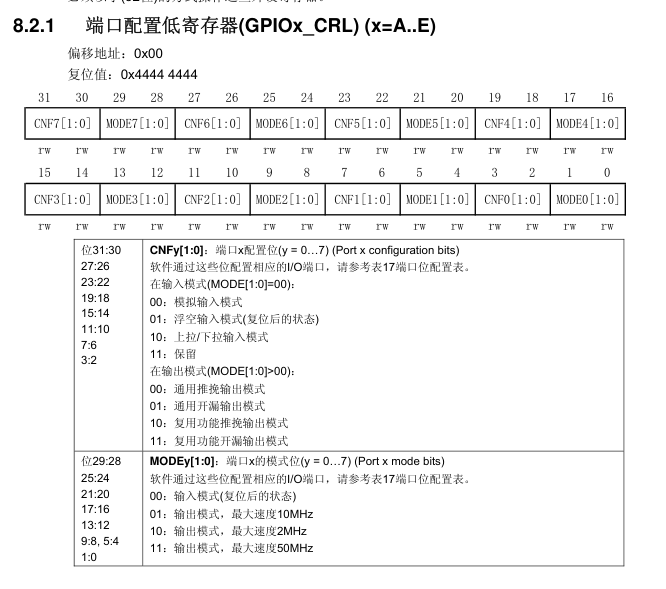 8.2.1 端口配置低寄存器(GPIOx_CRL) (x=A..E)
偏移地址：0x00
复位值：0x4444 4444
31 30 29 28 27 26 25 24 23 22 21 20 19 18 17 16
CNF7[1:0] MODE7[1:0] CNF6[1:0] MODE6[1:0] CNF5[1:0] MODE5[1:0] CNF4[1:0] MODE4[1:0]
rw rw rw rw rw rw rw rw rw rw rw rw rw rw rw rw
15 14 13 12 11 10 9 8 7 6 5 4 3 2 1 0
CNF3[1:0] MODE3[1:0] CNF2[1:0] MODE2[1:0] CNF1[1:0] MODE1[1:0] CNF0[1:0] MODE0[1:0]
rw rw rw rw rw rw rw rw rw rw rw rw rw rw rw rw
位31:30
27:26
23:22
19:18
15:14
11:10
7:6
3:2
CNFy[1:0]：端口x配置位(y = 0…7) (Port x configuration bits)
软件通过这些位配置相应的I/O端口，请参考表17端口位配置表。
在输入模式(MODE[1:0]=00)：
00：模拟输入模式
01：浮空输入模式(复位后的状态)
10：上拉/下拉输入模式
11：保留
在输出模式(MODE[1:0]>00)：
00：通用推挽输出模式
01：通用开漏输出模式
10：复用功能推挽输出模式
11：复用功能开漏输出模式
位29:28
25:24
21:20
17:16
13:12
9:8, 5:4
1:0
MODEy[1:0]：端口x的模式位(y = 0…7) (Port x mode bits)
软件通过这些位配置相应的I/O端口，请参考表17端口位配置表。
00：输入模式(复位后的状态)
01：输出模式，最大速度10MHz
10：输出模式，最大速度2MHz
11：输出模式，最大速度50MHz